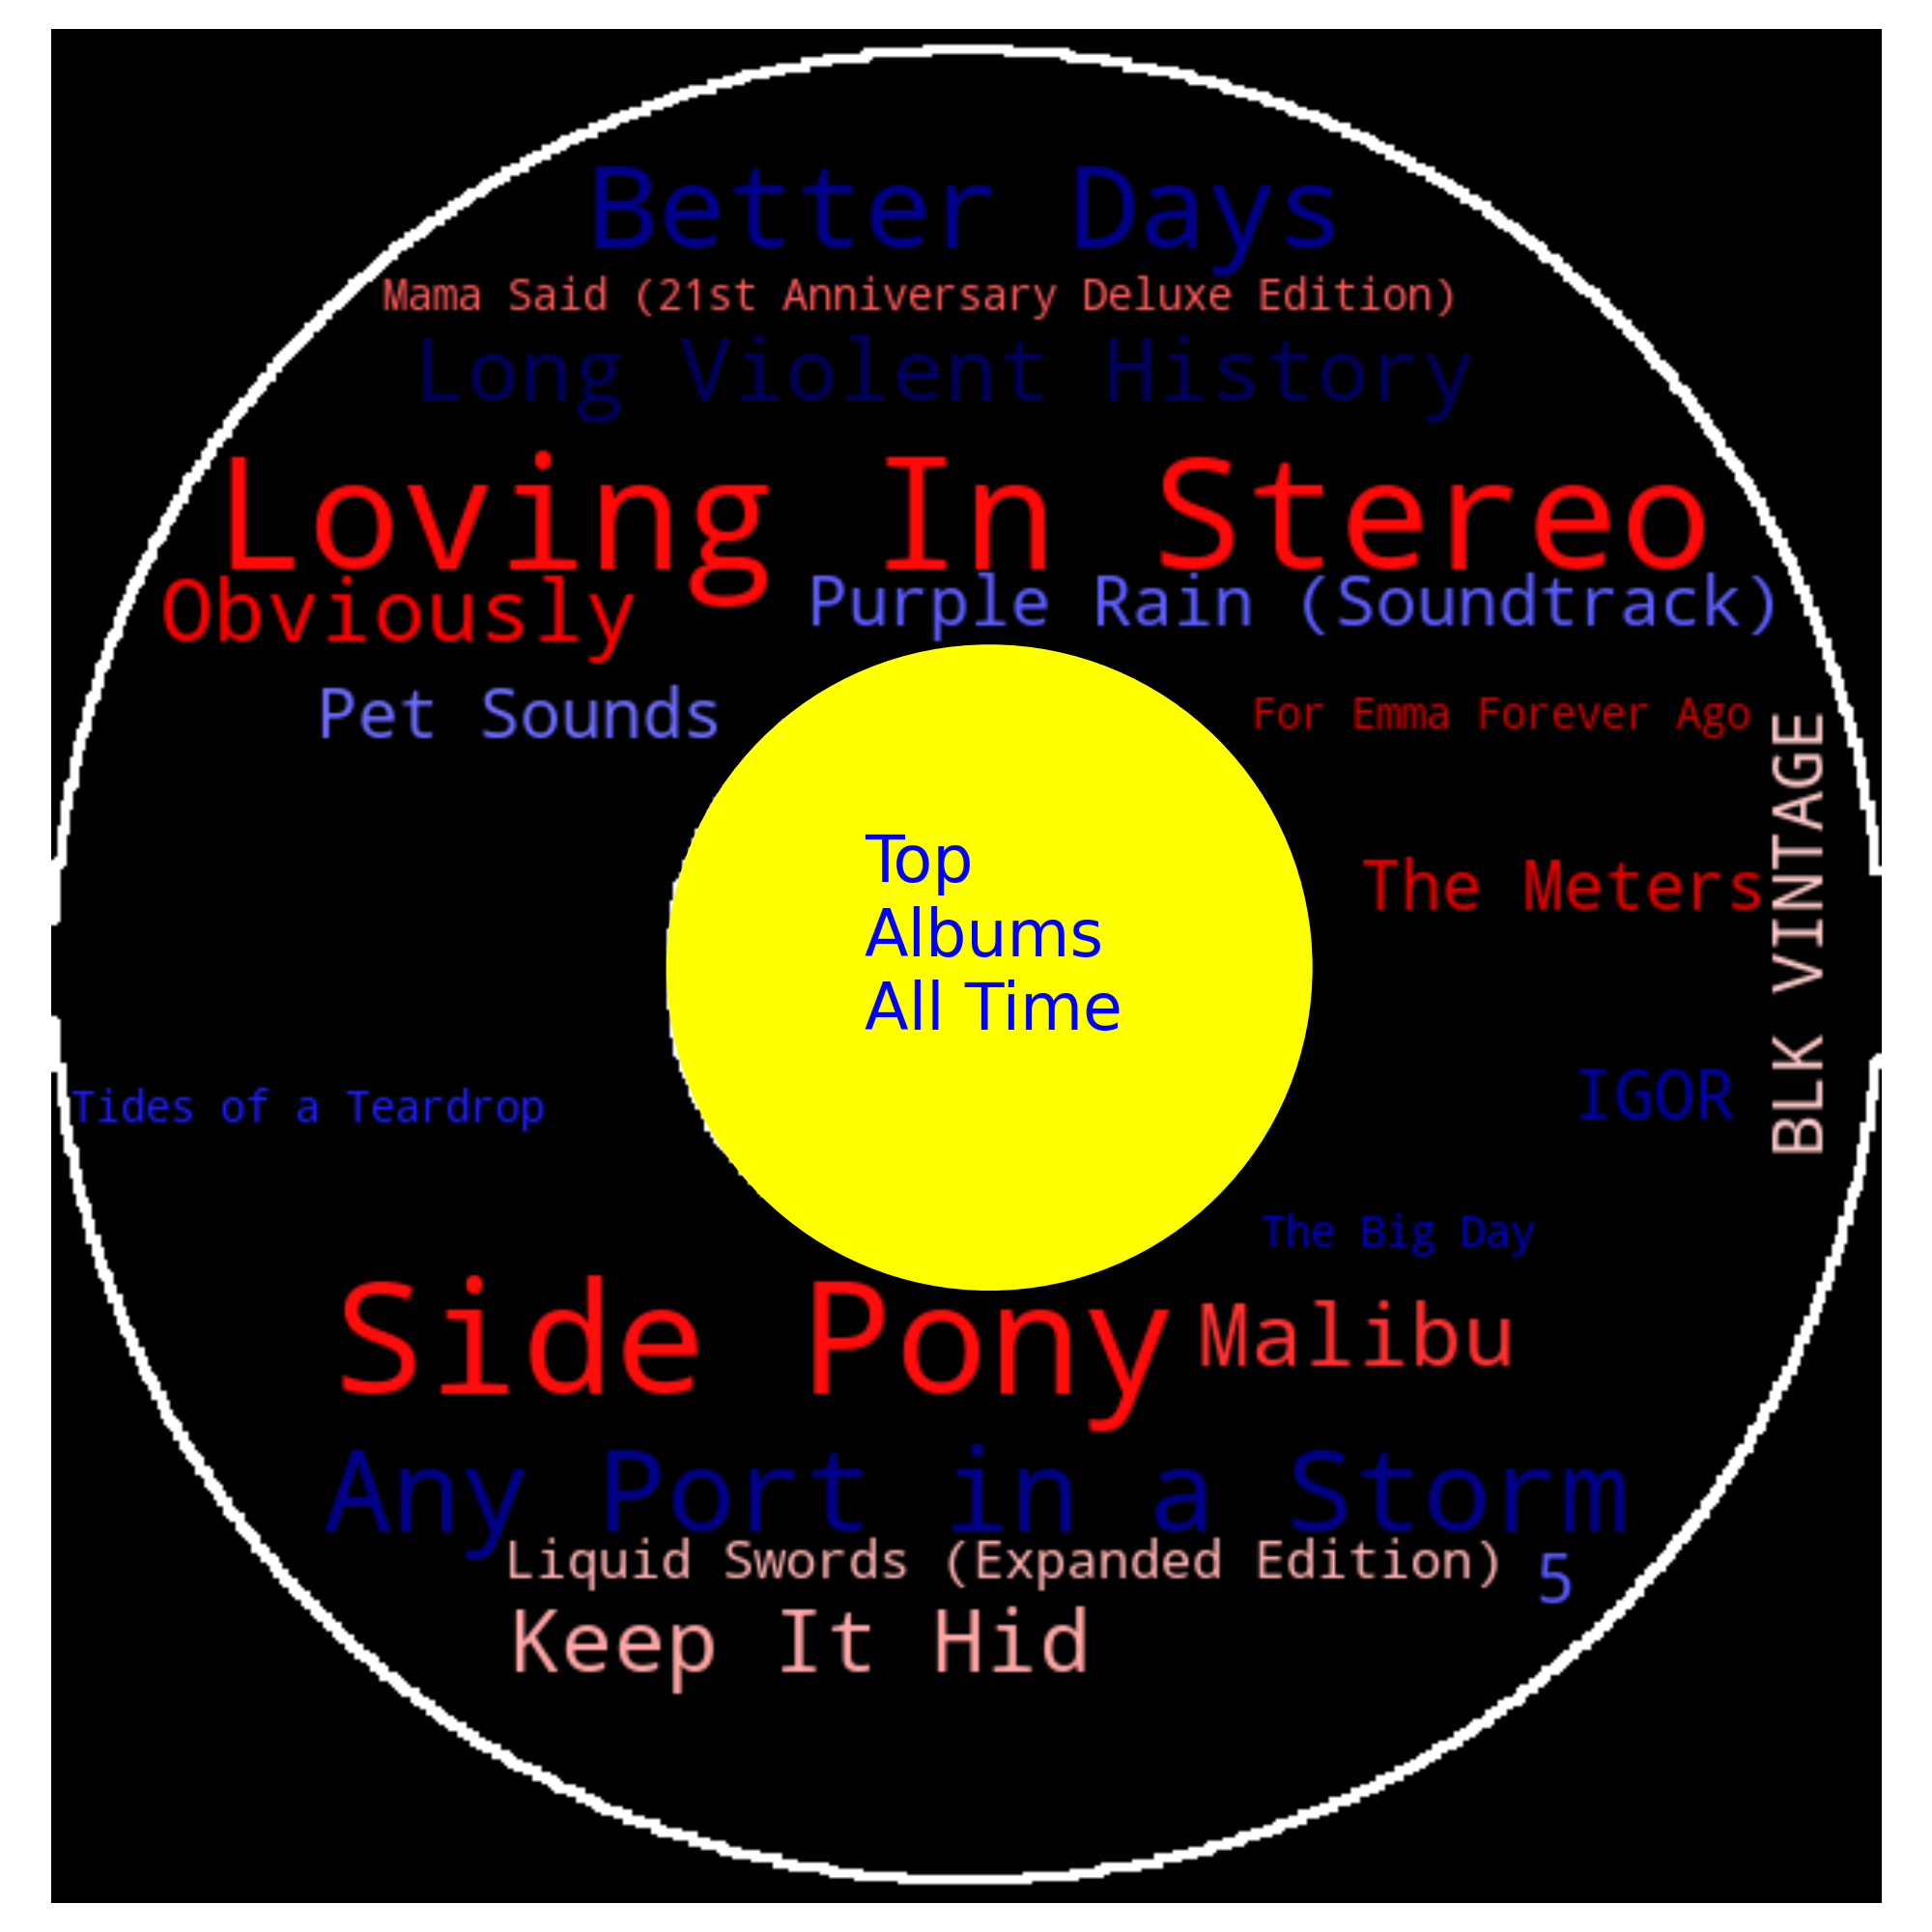 Better Days
Mama Said (21st Anniversary Deluxe Edition)
Long Violent History
Loving In Stereo
Obviously
Purple Rain (Soundtrack)
Pet Sounds
For Emma Forever Ago
BLK VINTAGE
Top
Albums
All Time
The Meters
IGOR
Tides of a Teardrop
The Big Day
Side Pony
Malibu
Any Port in a Storm
Liquid Swords (Expanded Edition)
5
Keep It Hid